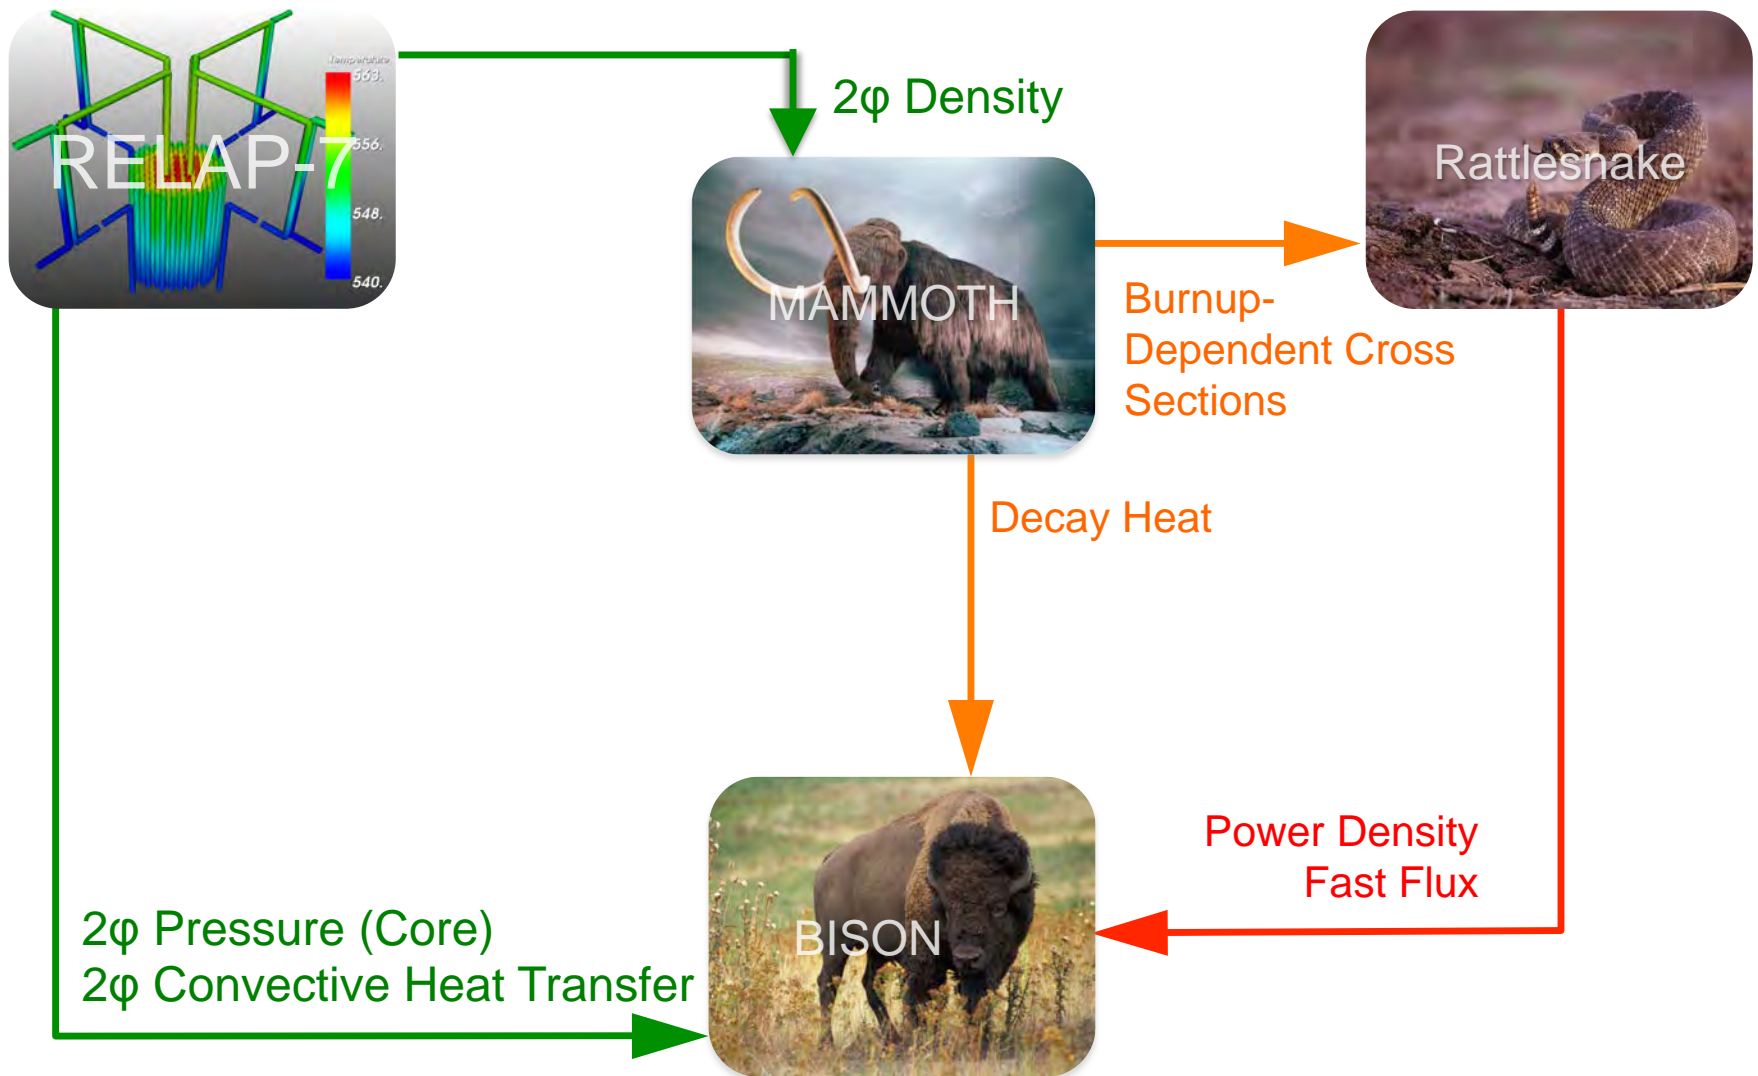 Temperature
563.
556.
548.
540.
RELAP-7
2φ Density
MAMMOTH
Rattlesnake
Burnup-
Dependent Cross
Sections
Decay Heat
Power Density
Fast Flux
2φ Pressure (Core)
2φ Convective Heat Transfer
BISON